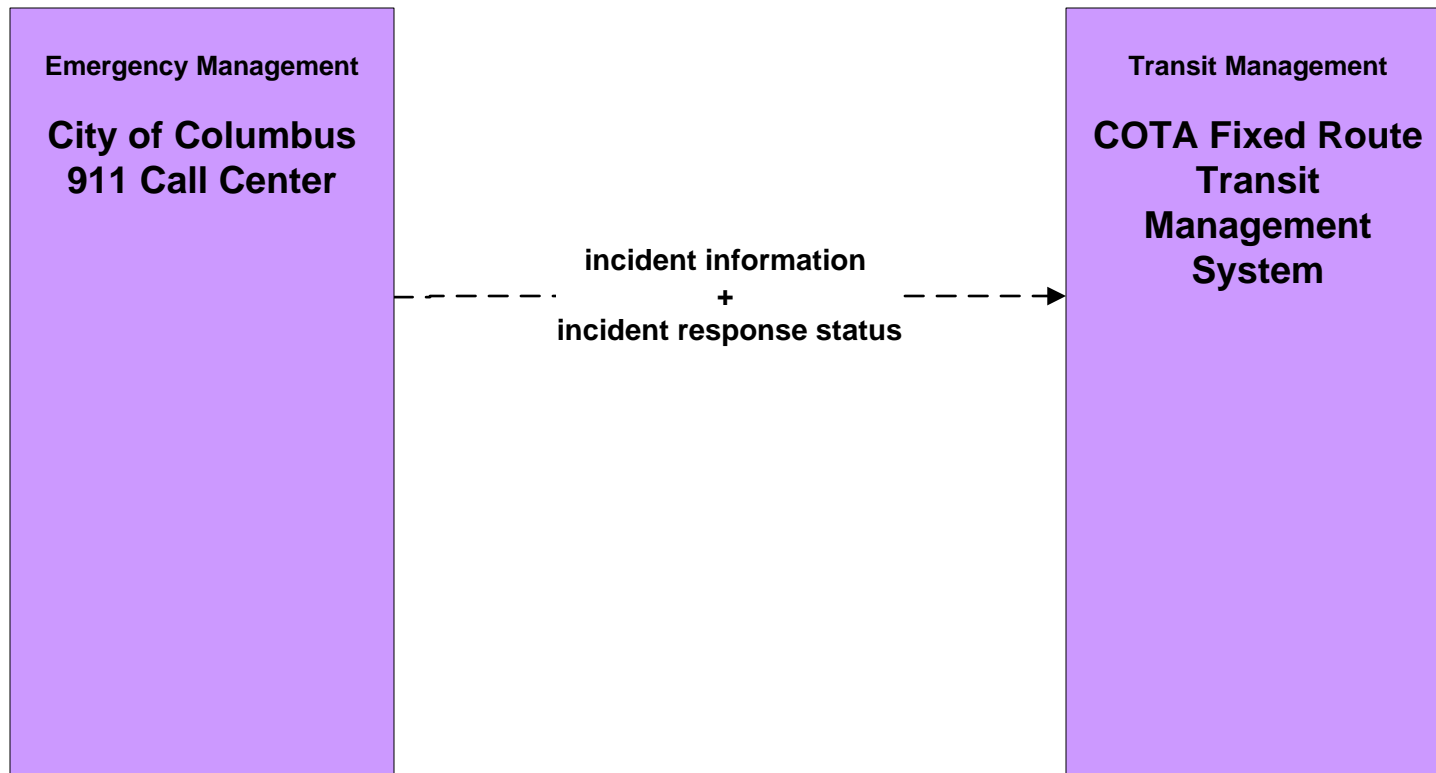 Emergency Management
City of Columbus
911 Call Center
incident information
+
incident response status
Transit Management
COTA Fixed Route
Transit
Management
System